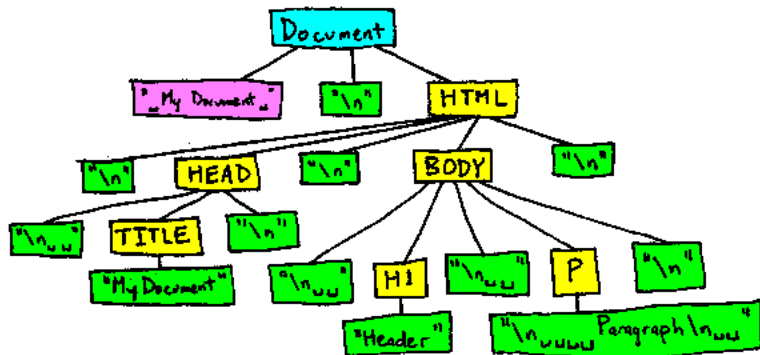 Document
"␣My Document␣"
"\n"
HTML
"\n"
HEAD
"\n"
BODY
"\n"
"\n␣␣"
TITLE
"\n"
"\n␣␣"
H1
"\n␣␣"
P
"\n"
"My Document"
"Header"
"\n␣␣␣␣Paragraph\n␣␣"